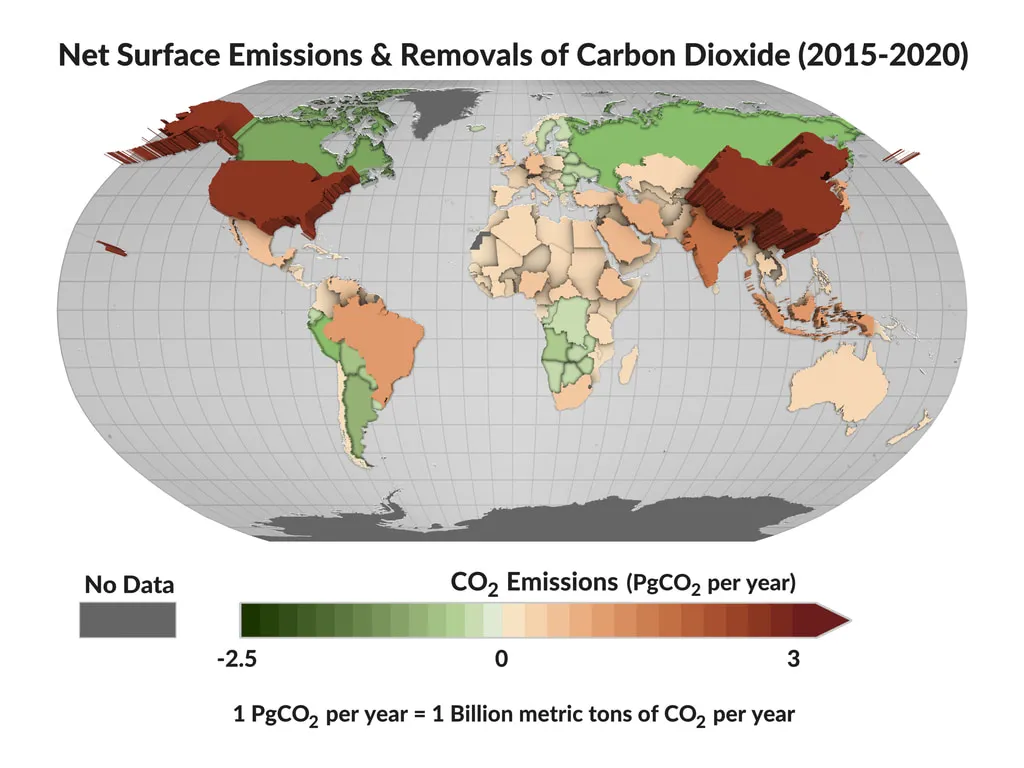 Net Surface Emissions & Removals of Carbon Dioxide (2015-2020)
No Data
CO₂ Emissions (PgCO₂ per year)
-2.5
0
3
1 PgCO₂ per year = 1 Billion metric tons of CO₂ per year